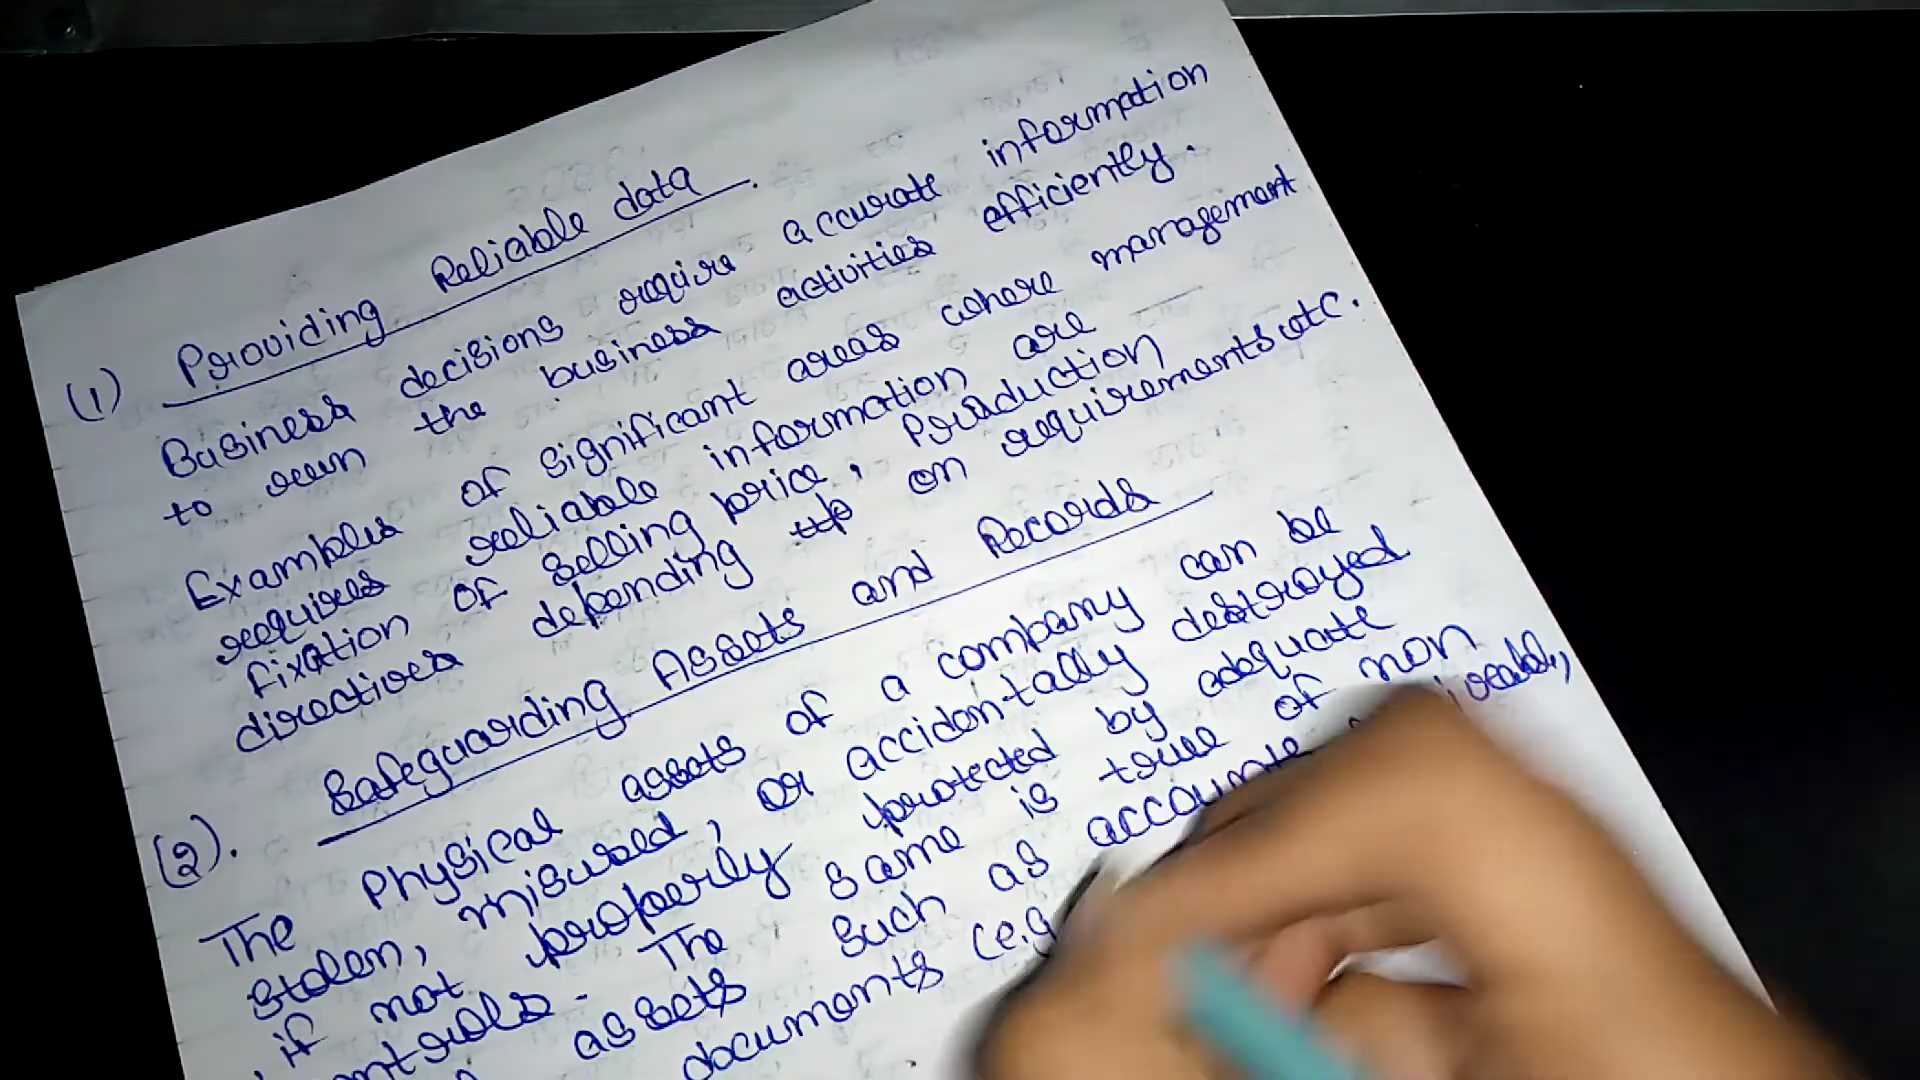 (1) Providing Reliable data.
Business decisions require accurate information
to run the business activities efficiently.
Examples of significant areas where management
requires reliable information are
fixation of selling price, Production
directives depending on requirements etc.
(2). Safeguarding Assets and Records
The Physical assets of a company can be
stolen, misused, or accidentally destroyed
if not properly protected by adequate
The same is true of non
assets such as accounts
documents (e.g